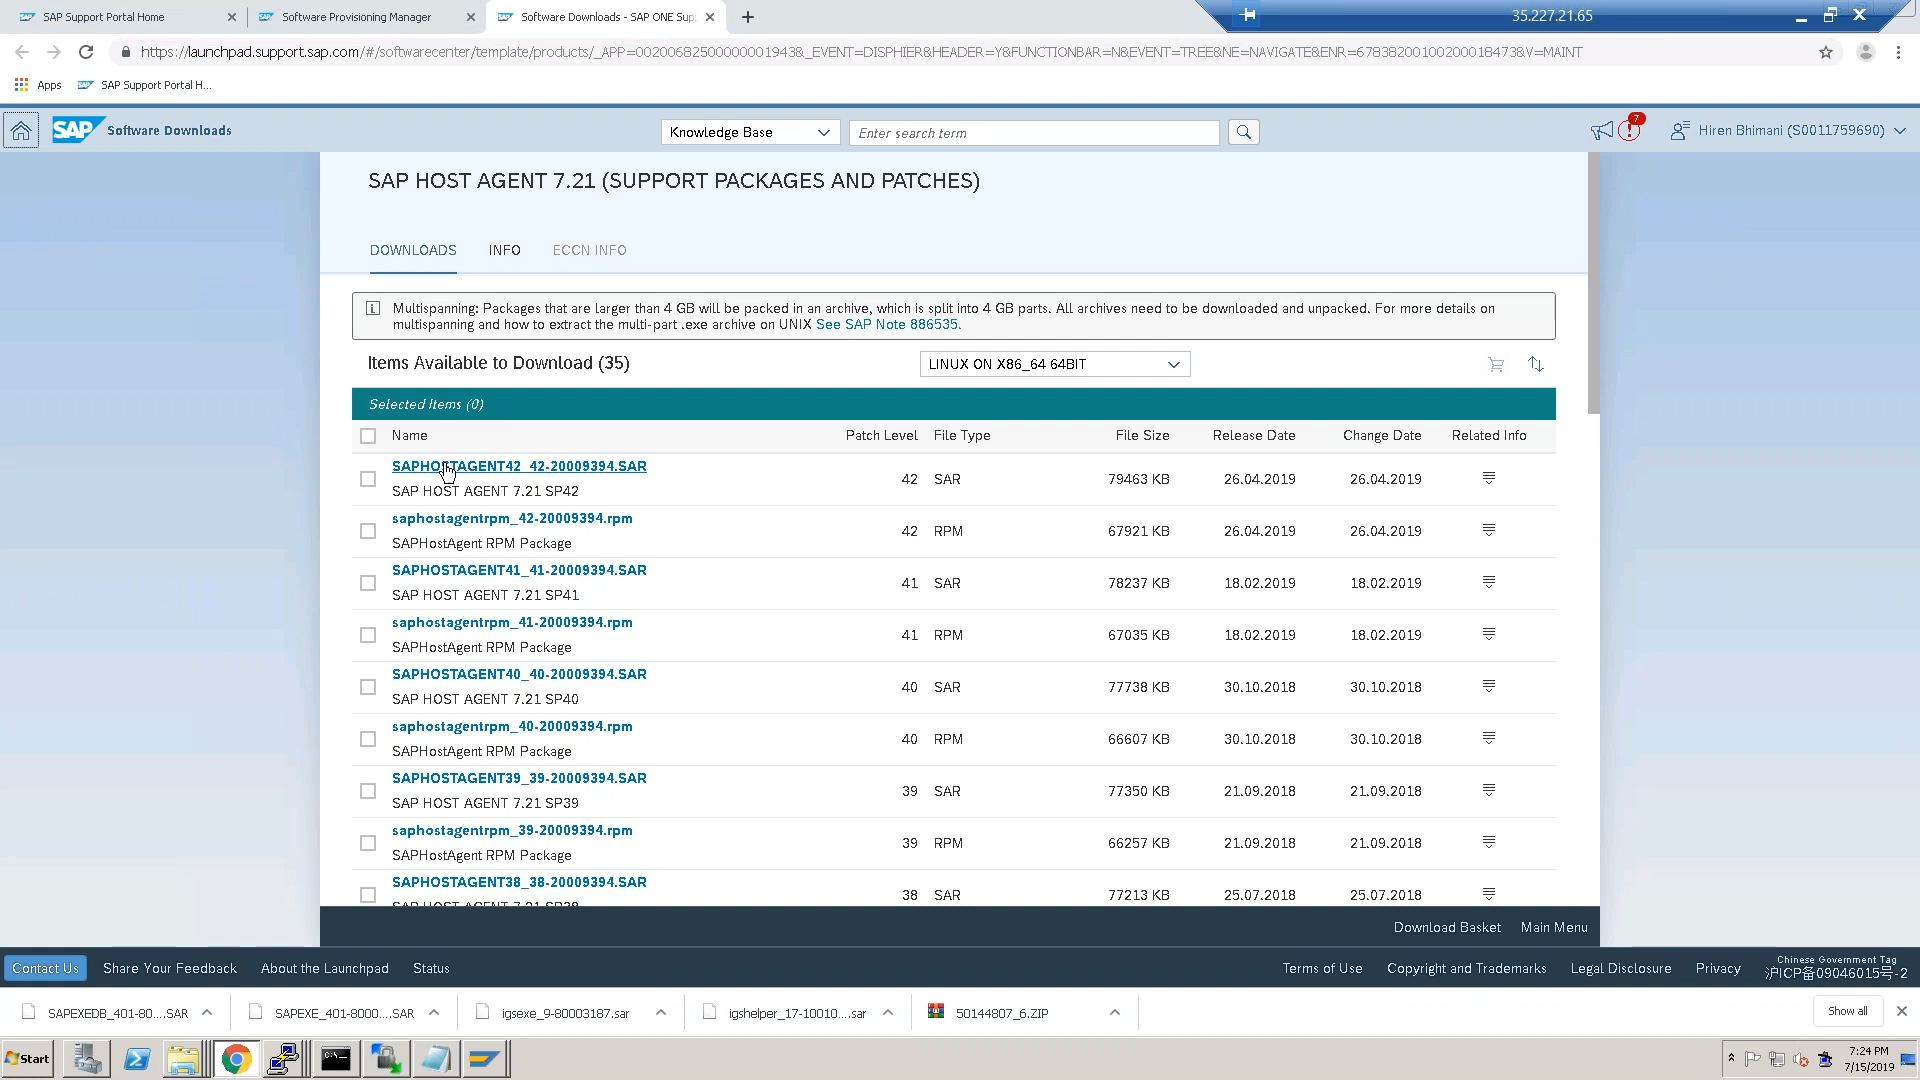 SAP Support Portal Home
Software Provisioning Manager
Software Downloads - SAP ONE Sup
35.227.21.65
https://launchpad.support.sap.com/#/softwarecenter/template/products/_APP=00200682500000001943&_EVENT=DISPHIER&HEADER=Y&FUNCTIONBAR=N&EVENT=TREE&NE=NAVIGATE&ENR=67838200100200018473&V=MAINT
Apps
SAP Support Portal H...
SAP
Software Downloads
Knowledge Base
Enter search term
7
Hiren Bhimani (S0011759690)
SAP HOST AGENT 7.21 (SUPPORT PACKAGES AND PATCHES)
DOWNLOADS
INFO
ECCN INFO
Multispanning: Packages that are larger than 4 GB will be packed in an archive, which is split into 4 GB parts. All archives need to be downloaded and unpacked. For more details on
multispanning and how to extract the multi-part .exe archive on UNIX See SAP Note 886535.
Items Available to Download (35)
LINUX ON X86_64 64BIT
Selected Items (0)
Name Patch Level File Type File Size Release Date Change Date Related Info
SAPHOSTAGENT42_42-20009394.SAR
SAP HOST AGENT 7.21 SP42
42 SAR 79463 KB 26.04.2019 26.04.2019
saphostagentrpm_42-20009394.rpm
SAPHostAgent RPM Package
42 RPM 67921 KB 26.04.2019 26.04.2019
SAPHOSTAGENT41_41-20009394.SAR
SAP HOST AGENT 7.21 SP41
41 SAR 78237 KB 18.02.2019 18.02.2019
saphostagentrpm_41-20009394.rpm
SAPHostAgent RPM Package
41 RPM 67035 KB 18.02.2019 18.02.2019
SAPHOSTAGENT40_40-20009394.SAR
SAP HOST AGENT 7.21 SP40
40 SAR 77738 KB 30.10.2018 30.10.2018
saphostagentrpm_40-20009394.rpm
SAPHostAgent RPM Package
40 RPM 66607 KB 30.10.2018 30.10.2018
SAPHOSTAGENT39_39-20009394.SAR
SAP HOST AGENT 7.21 SP39
39 SAR 77350 KB 21.09.2018 21.09.2018
saphostagentrpm_39-20009394.rpm
SAPHostAgent RPM Package
39 RPM 66257 KB 21.09.2018 21.09.2018
SAPHOSTAGENT38_38-20009394.SAR
SAP HOST AGENT 7.21 SP38
38 SAR 77213 KB 25.07.2018 25.07.2018
Download Basket
Main Menu
Contact Us
Share Your Feedback
About the Launchpad
Status
Terms of Use
Copyright and Trademarks
Legal Disclosure
Privacy
Chinese Government Tag
沪ICP备09046015号-2
SAPEXEDB_401-80....SAR
SAPEXE_401-8000....SAR
igsexe_9-80003187.sar
igshelper_17-10010....sar
50144807_6.ZIP
Show all
Start
7:24 PM
7/15/2019